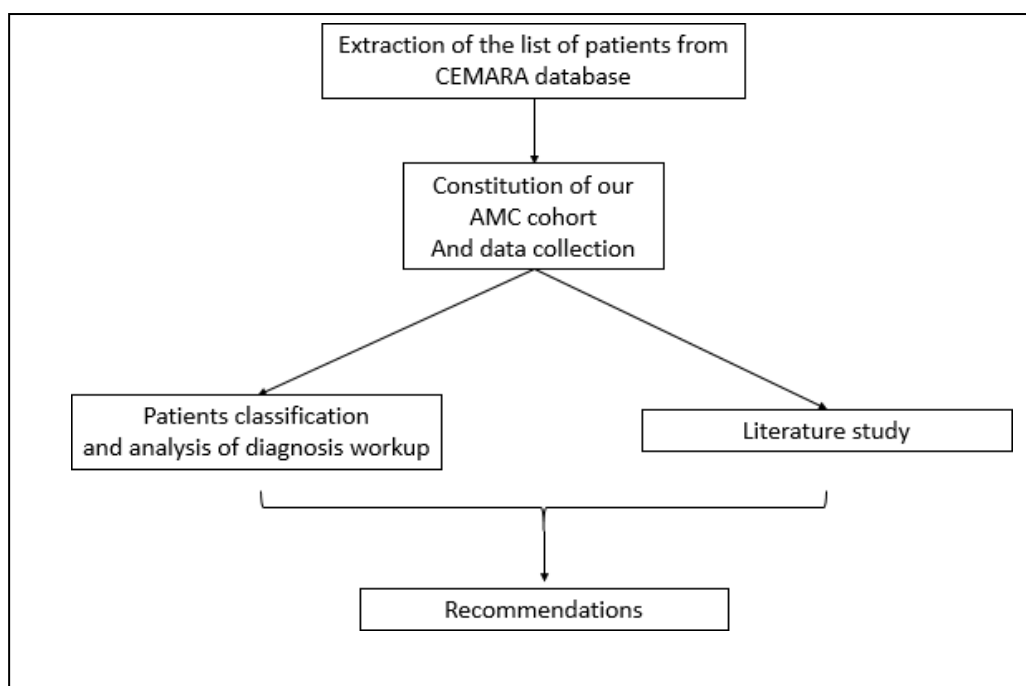 Extraction of the list of patients from
CEMARA database
Constitution of our
AMC cohort
And data collection
Patients classification
and analysis of diagnosis workup
Literature study
Recommendations